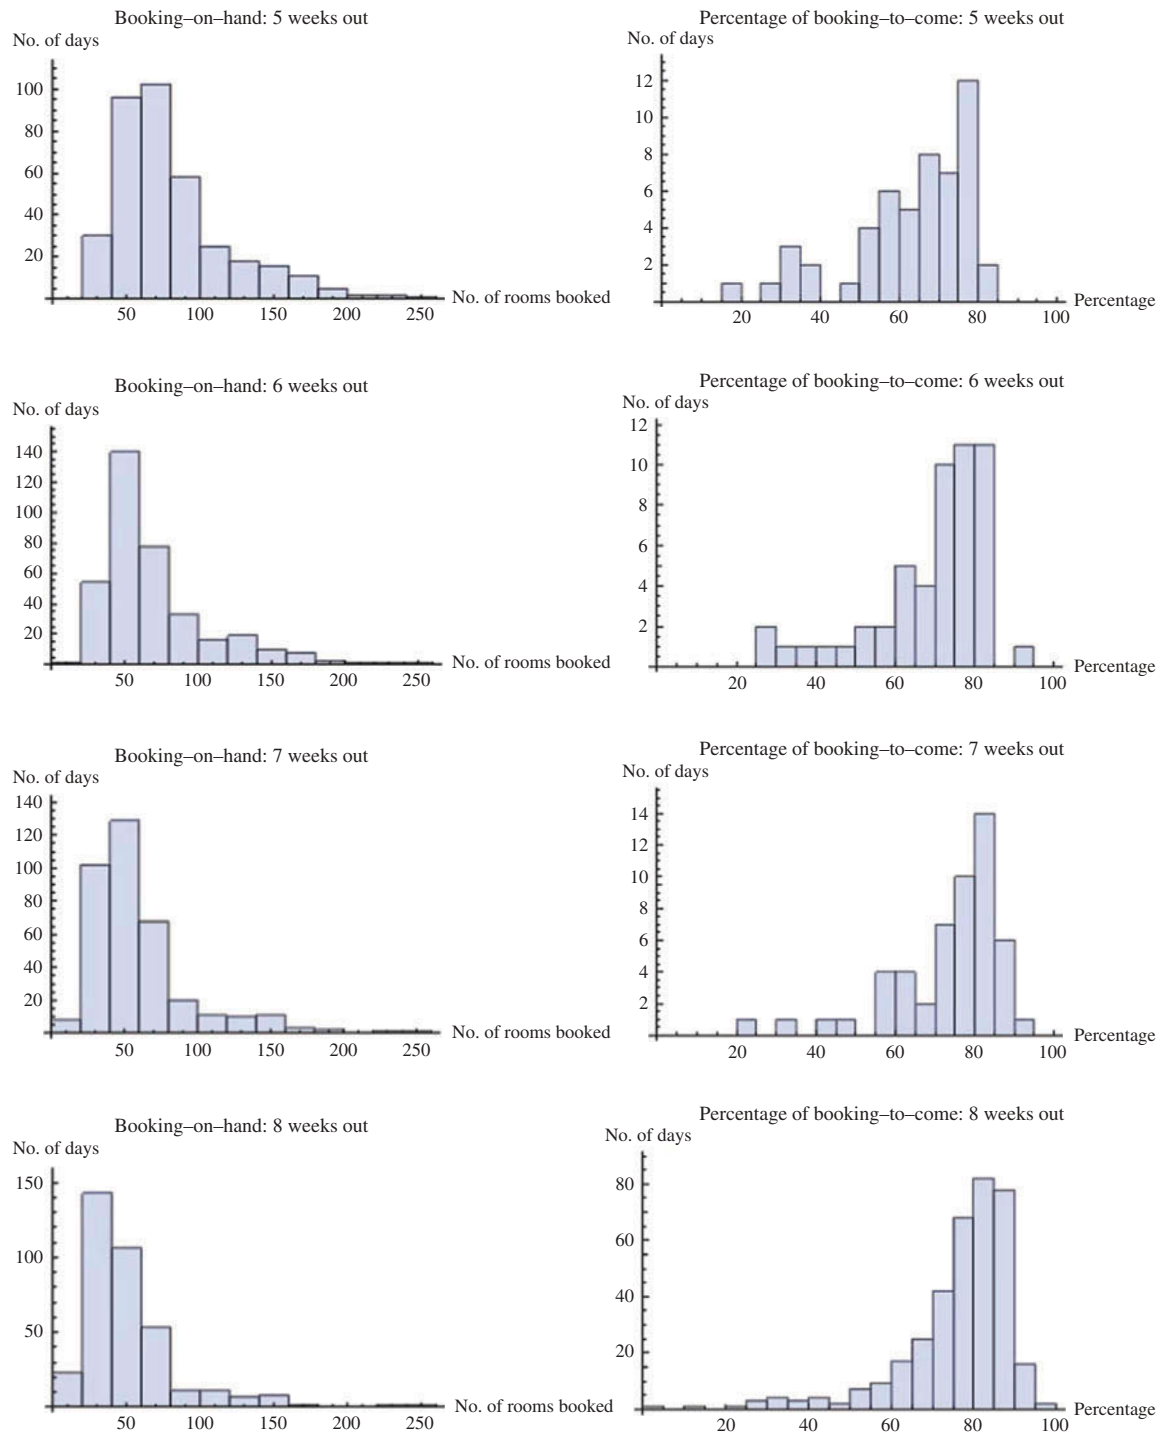 Booking–on–hand: 5 weeks out
No. of days
100
80
60
40
20
50 100 150 200 250
No. of rooms booked
Percentage of booking–to–come: 5 weeks out
No. of days
12
10
8
6
4
2
20 40 60 80 100
Percentage
Booking–on–hand: 6 weeks out
No. of days
140
120
100
80
60
40
20
50 100 150 200 250
No. of rooms booked
Percentage of booking–to–come: 6 weeks out
No. of days
12
10
8
6
4
2
20 40 60 80 100
Percentage
Booking–on–hand: 7 weeks out
No. of days
140
120
100
80
60
40
20
50 100 150 200 250
No. of rooms booked
Percentage of booking–to–come: 7 weeks out
No. of days
14
12
10
8
6
4
2
20 40 60 80 100
Percentage
Booking–on–hand: 8 weeks out
No. of days
150
100
50
50 100 150 200 250
No. of rooms booked
Percentage of booking–to–come: 8 weeks out
No. of days
80
60
40
20
20 40 60 80 100
Percentage